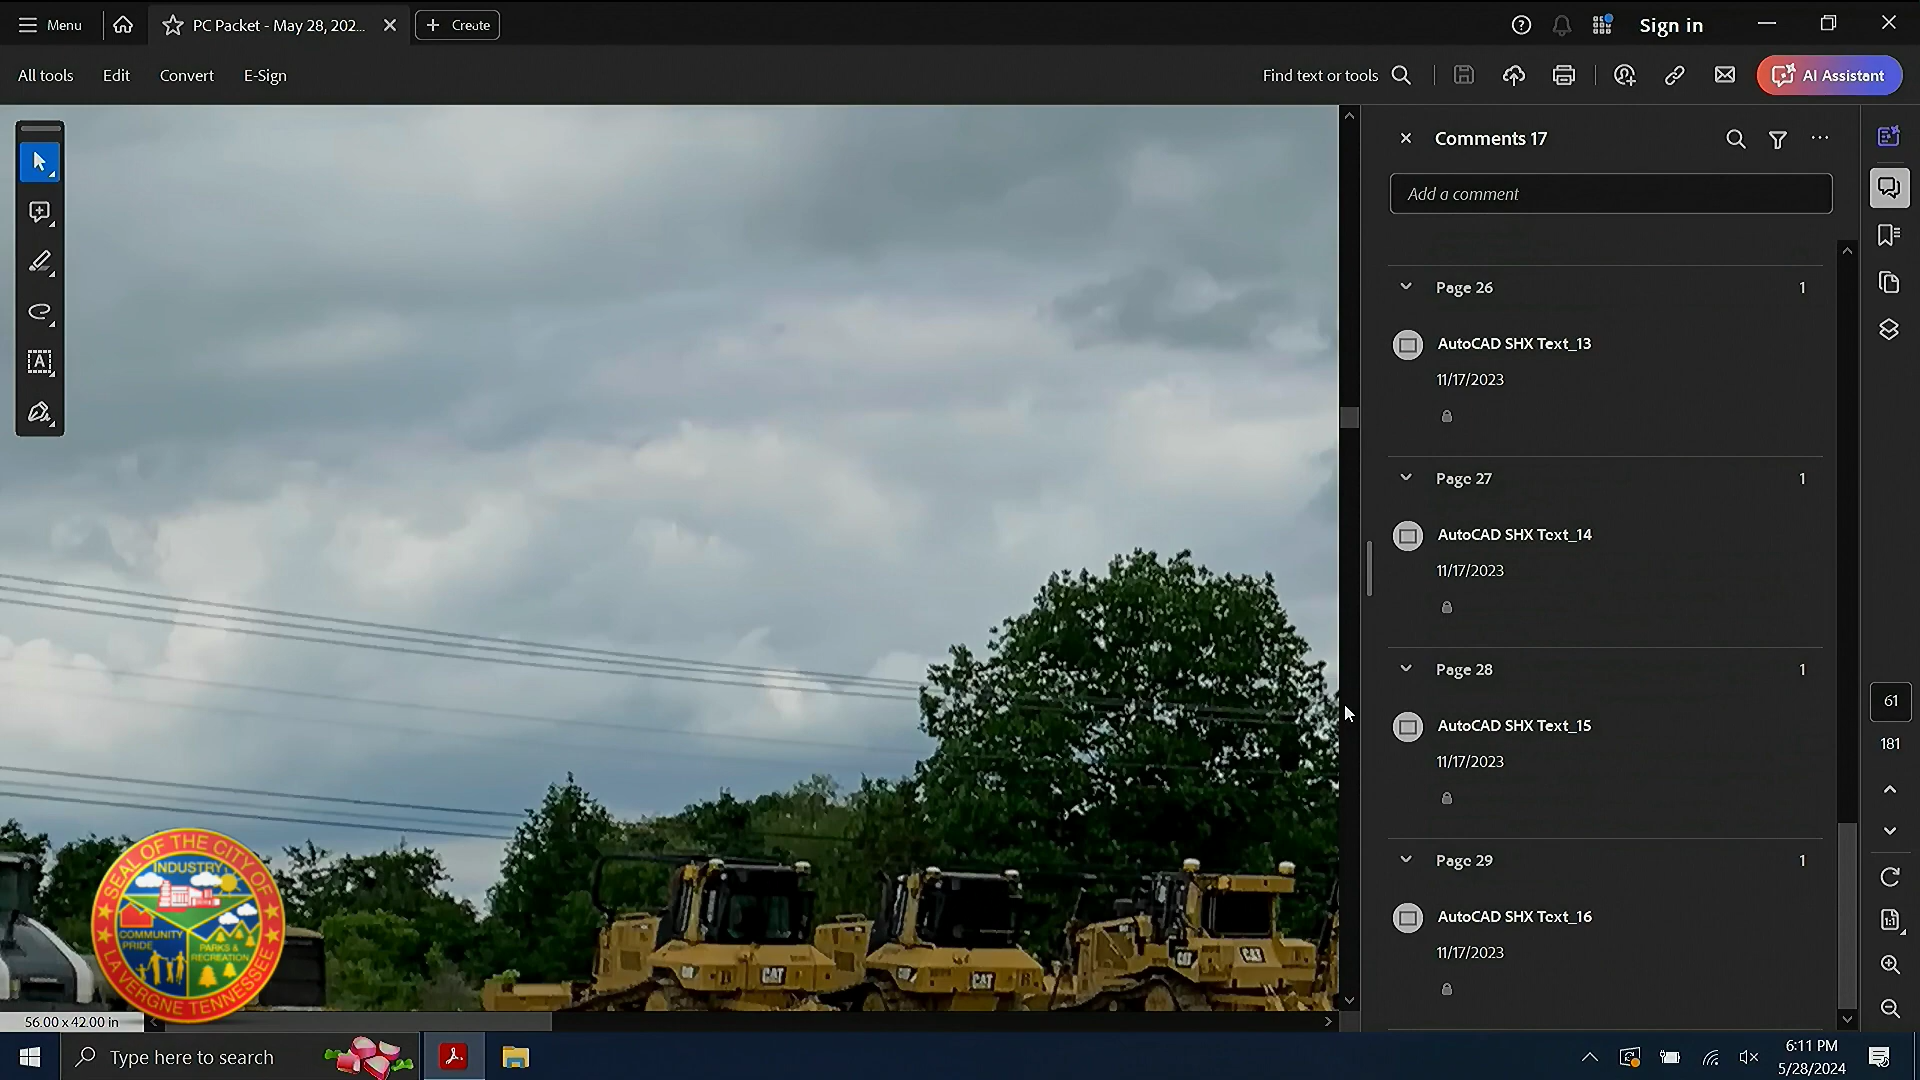 Menu
PC Packet - May 28, 202...
Create
Sign in
All tools
Edit
Convert
E-Sign
Find text or tools
AI Assistant
Comments 17
Add a comment
Page 26
1
AutoCAD SHX Text_13
11/17/2023
Page 27
1
AutoCAD SHX Text_14
11/17/2023
Page 28
1
AutoCAD SHX Text_15
11/17/2023
Page 29
1
AutoCAD SHX Text_16
11/17/2023
61
181
1:1
A
CAT
CAT
CAT
SEAL OF THE CITY OF
LA VERGNE TENNESSEE
INDUSTRY
COMMUNITY
PRIDE
PARKS &
RECREATION
56.00 x 42.00 in
Type here to search
6:11 PM
5/28/2024